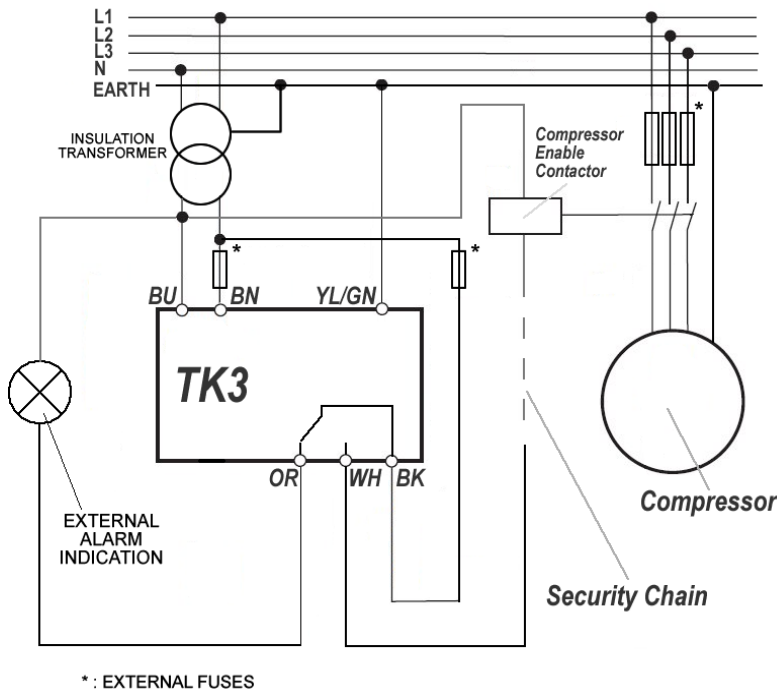 L1
L2
L3
N
EARTH
INSULATION
TRANSFORMER
*
Compressor
Enable
Contactor
*
*
BU
BN
YL/GN
TK3
OR
WH
BK
EXTERNAL
ALARM
INDICATION
Compressor
Security Chain
* : EXTERNAL FUSES